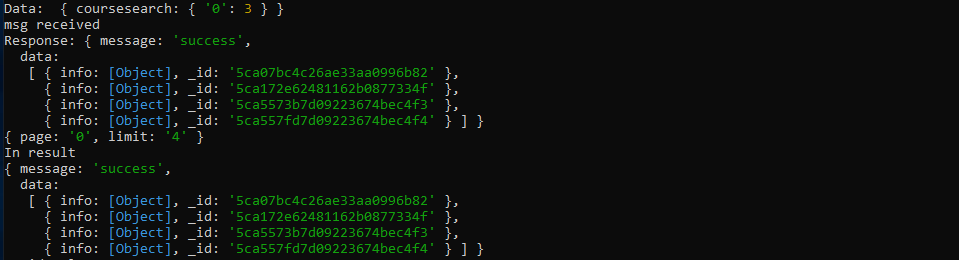 Data:  { coursesearch: { '0': 3 } }
msg received
Response: { message: 'success',
  data:
   [ { info: [Object], _id: '5ca07bc4c26ae33aa0996b82' },
     { info: [Object], _id: '5ca172e62481162b0877334f' },
     { info: [Object], _id: '5ca5573b7d09223674bec4f3' },
     { info: [Object], _id: '5ca557fd7d09223674bec4f4' } ] }
{ page: '0', limit: '4' }
In result
{ message: 'success',
  data:
   [ { info: [Object], _id: '5ca07bc4c26ae33aa0996b82' },
     { info: [Object], _id: '5ca172e62481162b0877334f' },
     { info: [Object], _id: '5ca5573b7d09223674bec4f3' },
     { info: [Object], _id: '5ca557fd7d09223674bec4f4' } ] }